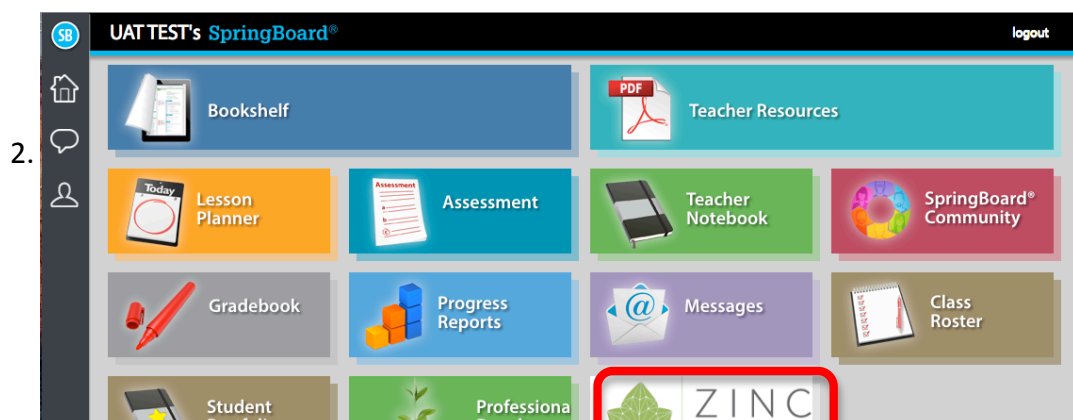 SB
UAT TEST's SpringBoard®
logout
2.
Bookshelf
PDF
Teacher Resources
Today
Lesson
Planner
Assessment
Assessment
Teacher
Notebook
SpringBoard®
Community
Gradebook
Progress
Reports
@
Messages
Class
Roster
Student
Professiona
ZINC